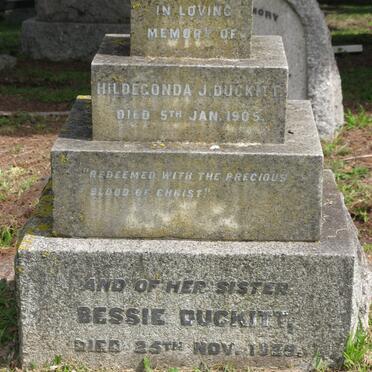 IN LOVING
MEMORY OF
HILDEGONDA J. DUCKITT
DIED 5TH JAN. 1905.
"REDEEMED WITH THE PRECIOUS
BLOOD OF CHRIST"
AND OF HER SISTER
BESSIE DUCKITT,
DIED 25TH NOV.